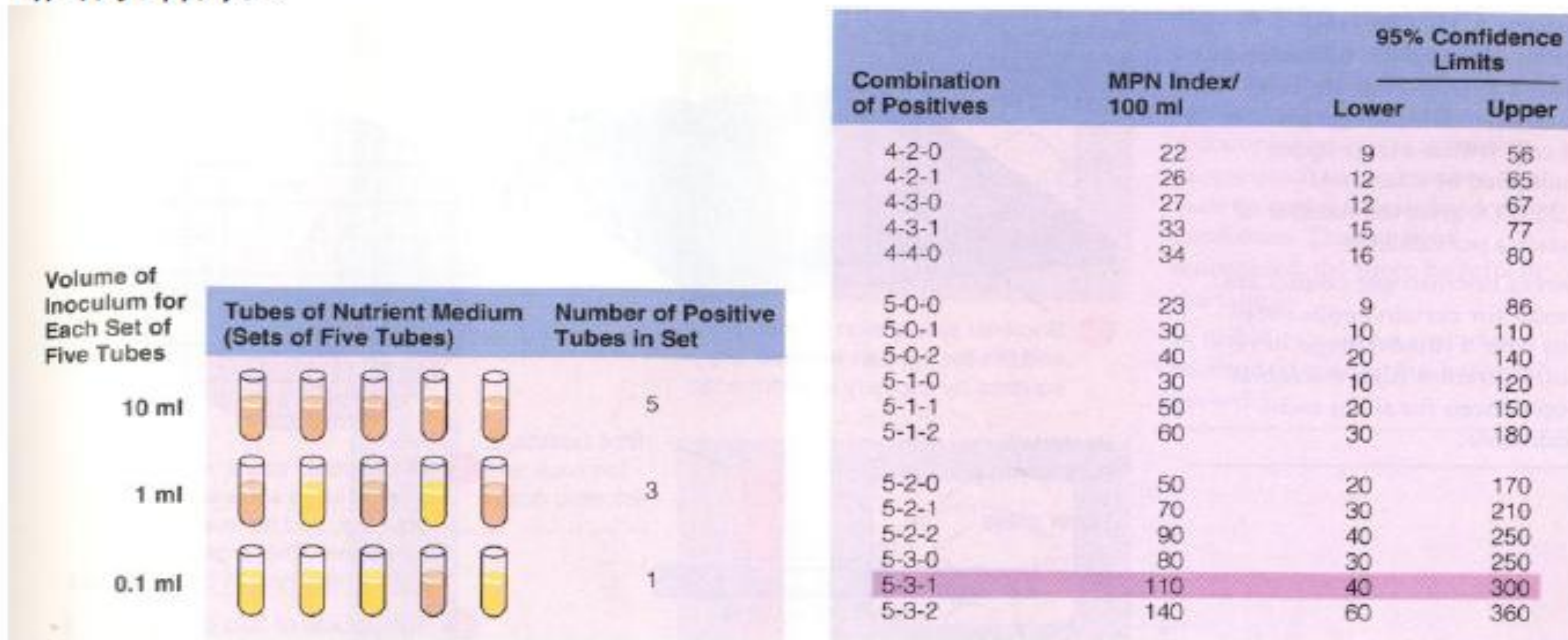 Volume of
Inoculum for
Each Set of
Five Tubes
Tubes of Nutrient Medium
(Sets of Five Tubes)
Number of Positive
Tubes in Set
10 ml 5
1 ml 3
0.1 ml 1
95% Confidence
Limits
Combination
of Positives
MPN Index/
100 ml
Lower Upper
4-2-0 22 9 56
4-2-1 26 12 65
4-3-0 27 12 67
4-3-1 33 15 77
4-4-0 34 16 80
5-0-0 23 9 86
5-0-1 30 10 110
5-0-2 40 20 140
5-1-0 30 10 120
5-1-1 50 20 150
5-1-2 60 30 180
5-2-0 50 20 170
5-2-1 70 30 210
5-2-2 90 40 250
5-3-0 80 30 250
5-3-1 110 40 300
5-3-2 140 60 360